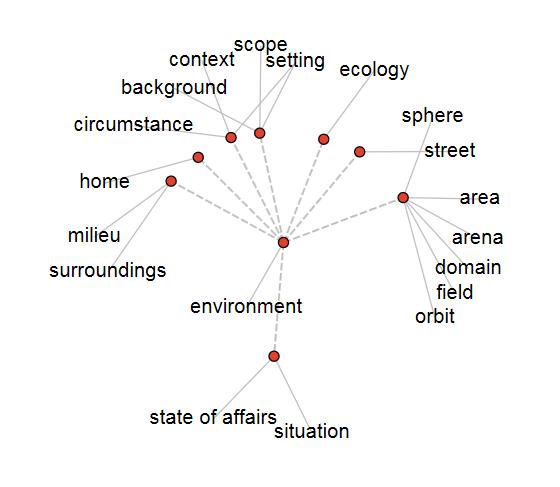 scope
context
setting
ecology
background
sphere
circumstance
street
home
area
milieu
arena
surroundings
domain
field
environment
orbit
state of affairs
situation